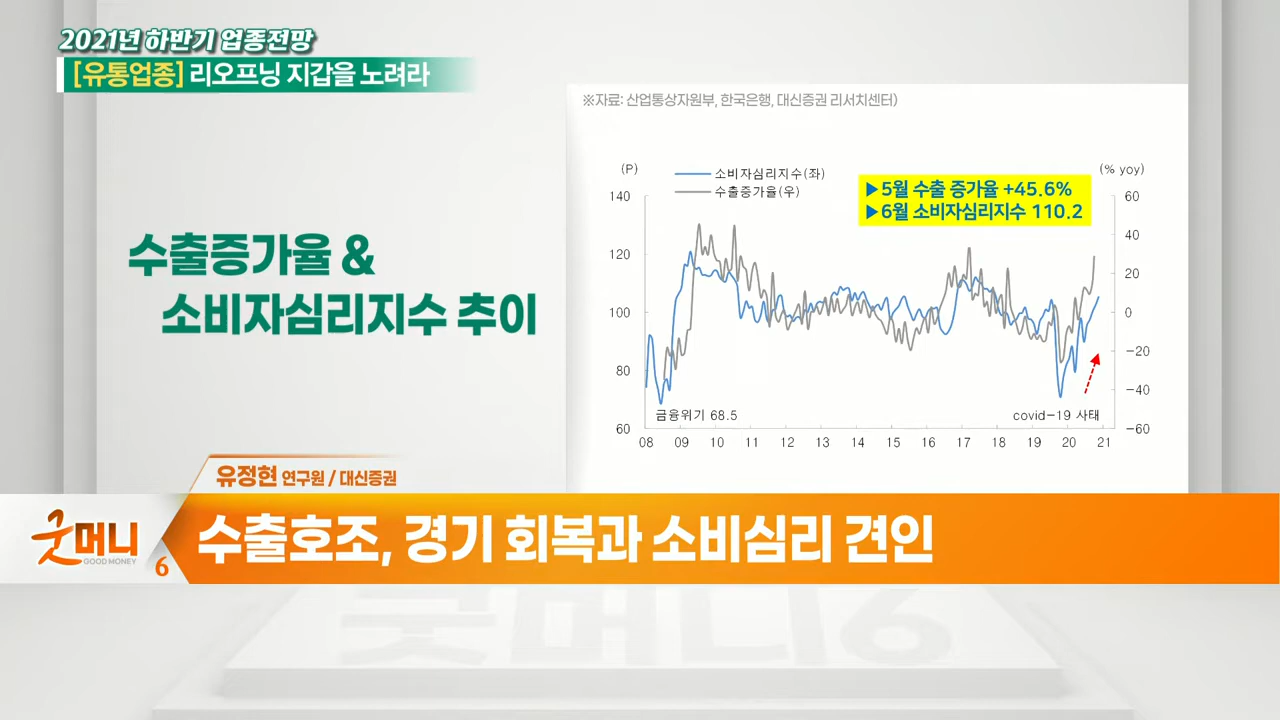 2021년 하반기 업종전망
[유통업종] 리오프닝 지갑을 노려라
※자료: 산업통상자원부, 한국은행, 대신증권 리서치센터)
수출증가율 &
소비자심리지수 추이
(P)
소비자심리지수(좌)
수출증가율(우)
(% yoy)
▶5월 수출 증가율 +45.6%
▶6월 소비자심리지수 110.2
140
120
100
80
60
60
40
20
0
-20
-40
-60
금융위기 68.5
covid-19 사태
08 09 10 11 12 13 14 15 16 17 18 19 20 21
유정현 연구원 / 대신증권
굿머니
GOOD MONEY
6
수출호조, 경기 회복과 소비심리 견인
굿머니6